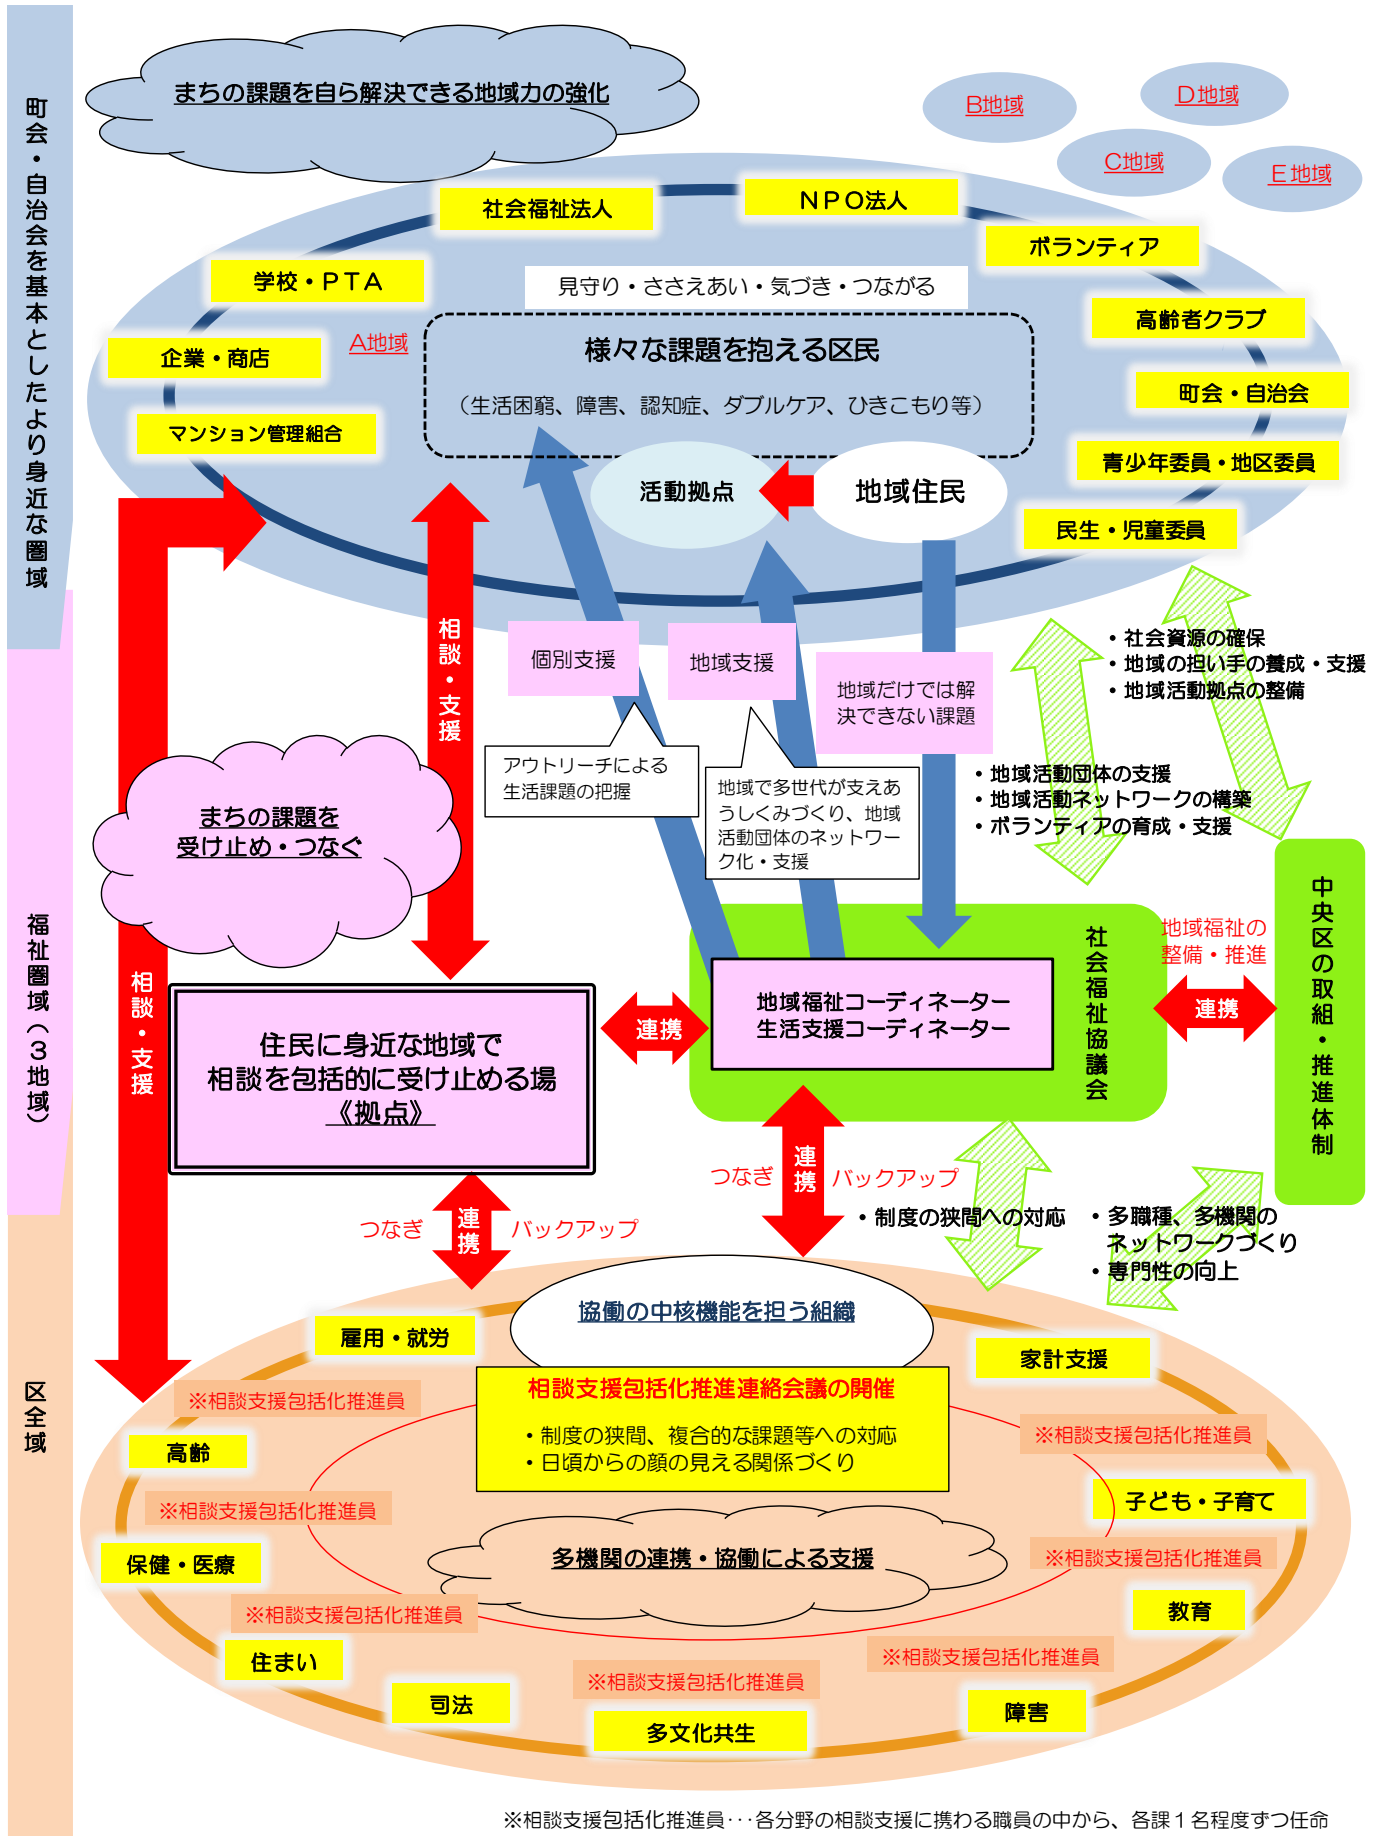 町会・自治会を基本としたより身近な圏域
福祉圏域（３地域）
区全域
まちの課題を自ら解決できる地域力の強化
B地域
D地域
C地域
E地域
社会福祉法人
NPO法人
ボランティア
学校・PTA
見守り・ささえあい・気づき・つながる
高齢者クラブ
A地域
企業・商店
様々な課題を抱える区民
町会・自治会
（生活困窮、障害、認知症、ダブルケア、ひきこもり等）
マンション管理組合
青少年委員・地区委員
活動拠点
地域住民
民生・児童委員
相談・支援
個別支援
地域支援
地域だけでは解
決できない課題
・社会資源の確保
・地域の担い手の養成・支援
・地域活動拠点の整備
アウトリーチによる
生活課題の把握
地域で多世代が支えあ
うしくみづくり、地域
活動団体のネットワー
ク化・支援
・地域活動団体の支援
・地域活動ネットワークの構築
・ボランティアの育成・支援
まちの課題を
受け止め・つなぐ
相談・支援
住民に身近な地域で
相談を包括的に受け止める場
《拠点》
連携
地域福祉コーディネーター
生活支援コーディネーター
社会福祉協議会
地域福祉の
整備・推進
連携
中央区の取組・推進体制
つなぎ
連携
バックアップ
つなぎ
連携
バックアップ
・制度の狭間への対応
・多職種、多機関の
ネットワークづくり
・専門性の向上
協働の中核機能を担う組織
雇用・就労
家計支援
相談支援包括化推進連絡会議の開催
・制度の狭間、複合的な課題等への対応
・日頃からの顔の見える関係づくり
※相談支援包括化推進員
※相談支援包括化推進員
高齢
※相談支援包括化推進員
子ども・子育て
多機関の連携・協働による支援
※相談支援包括化推進員
保健・医療
※相談支援包括化推進員
教育
住まい
※相談支援包括化推進員
※相談支援包括化推進員
司法
障害
多文化共生
※相談支援包括化推進員･･･各分野の相談支援に携わる職員の中から、各課１名程度ずつ任命